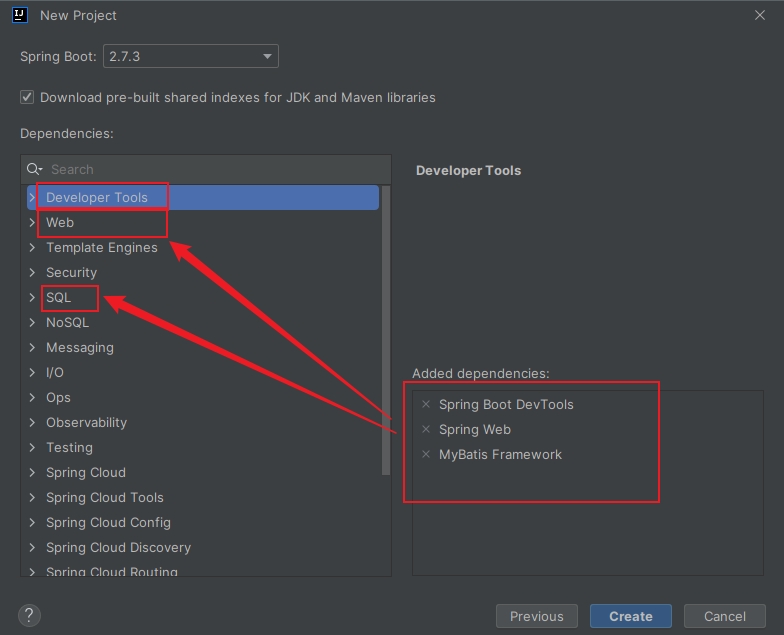 IJ
New Project
Spring Boot: 2.7.3
Download pre-built shared indexes for JDK and Maven libraries
Dependencies:
Search
Developer Tools
Web
Template Engines
Security
SQL
NoSQL
Messaging
I/O
Ops
Observability
Testing
Spring Cloud
Spring Cloud Tools
Spring Cloud Config
Spring Cloud Discovery
Spring Cloud Routing
Developer Tools
Added dependencies:
Spring Boot DevTools
Spring Web
MyBatis Framework
? Previous Create Cancel